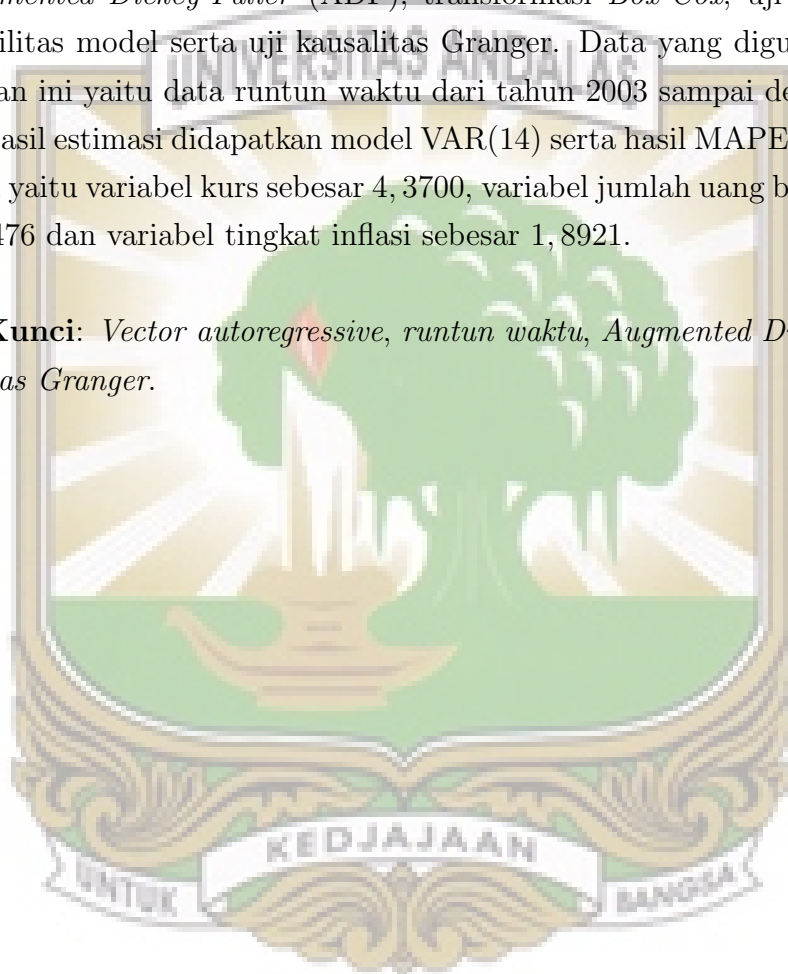 mented Dickey Fuller (ADF), transformasi Box-Cox, uji
ilitas model serta uji kausalitas Granger. Data yang digu
UNIVERSITAS ANDALAS
an ini yaitu data runtun waktu dari tahun 2003 sampai de
asil estimasi didapatkan model VAR(14) serta hasil MAPE
yaitu variabel kurs sebesar 4, 3700, variabel jumlah uang b
476 dan variabel tingkat inflasi sebesar 1, 8921.
Kunci: Vector autoregressive, runtun waktu, Augmented D
as Granger.
KEDJAJAAN
UNTUK BANGSA